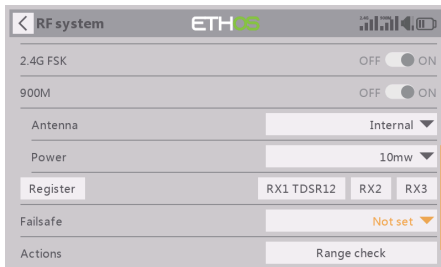 RF system ETHOS
2.4G FSK OFF ON
900M OFF ON
Antenna Internal
Power 10mw
Register RX1 TDSR12 RX2 RX3
Failsafe Not set
Actions Range check